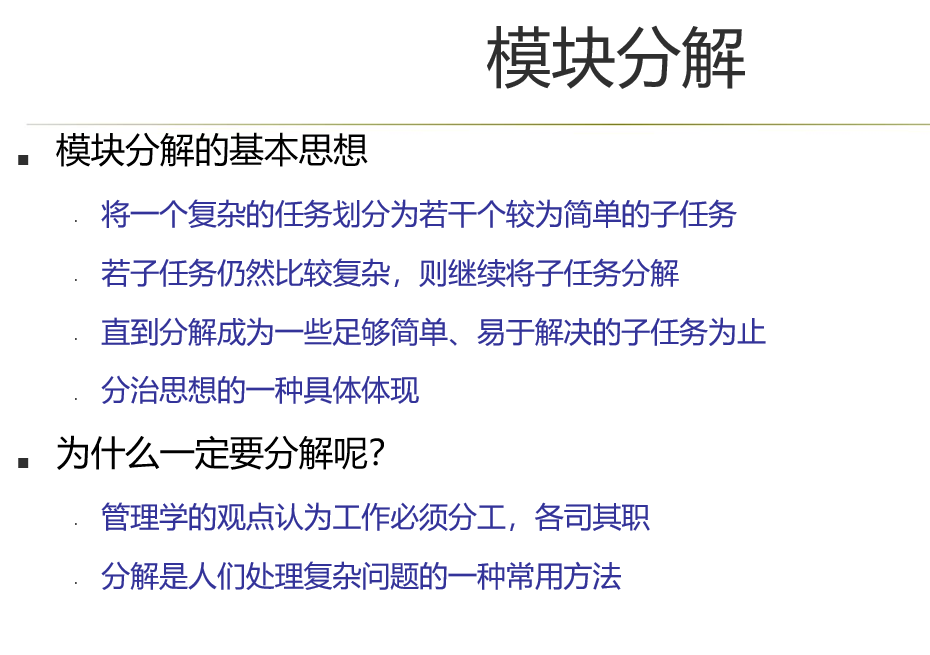 模块分解
模块分解的基本思想
将一个复杂的任务划分为若干个较为简单的子任务
若子任务仍然比较复杂，则继续将子任务分解
直到分解成为一些足够简单、易于解决的子任务为止
分治思想的一种具体体现
为什么一定要分解呢？
管理学的观点认为工作必须分工，各司其职
分解是人们处理复杂问题的一种常用方法